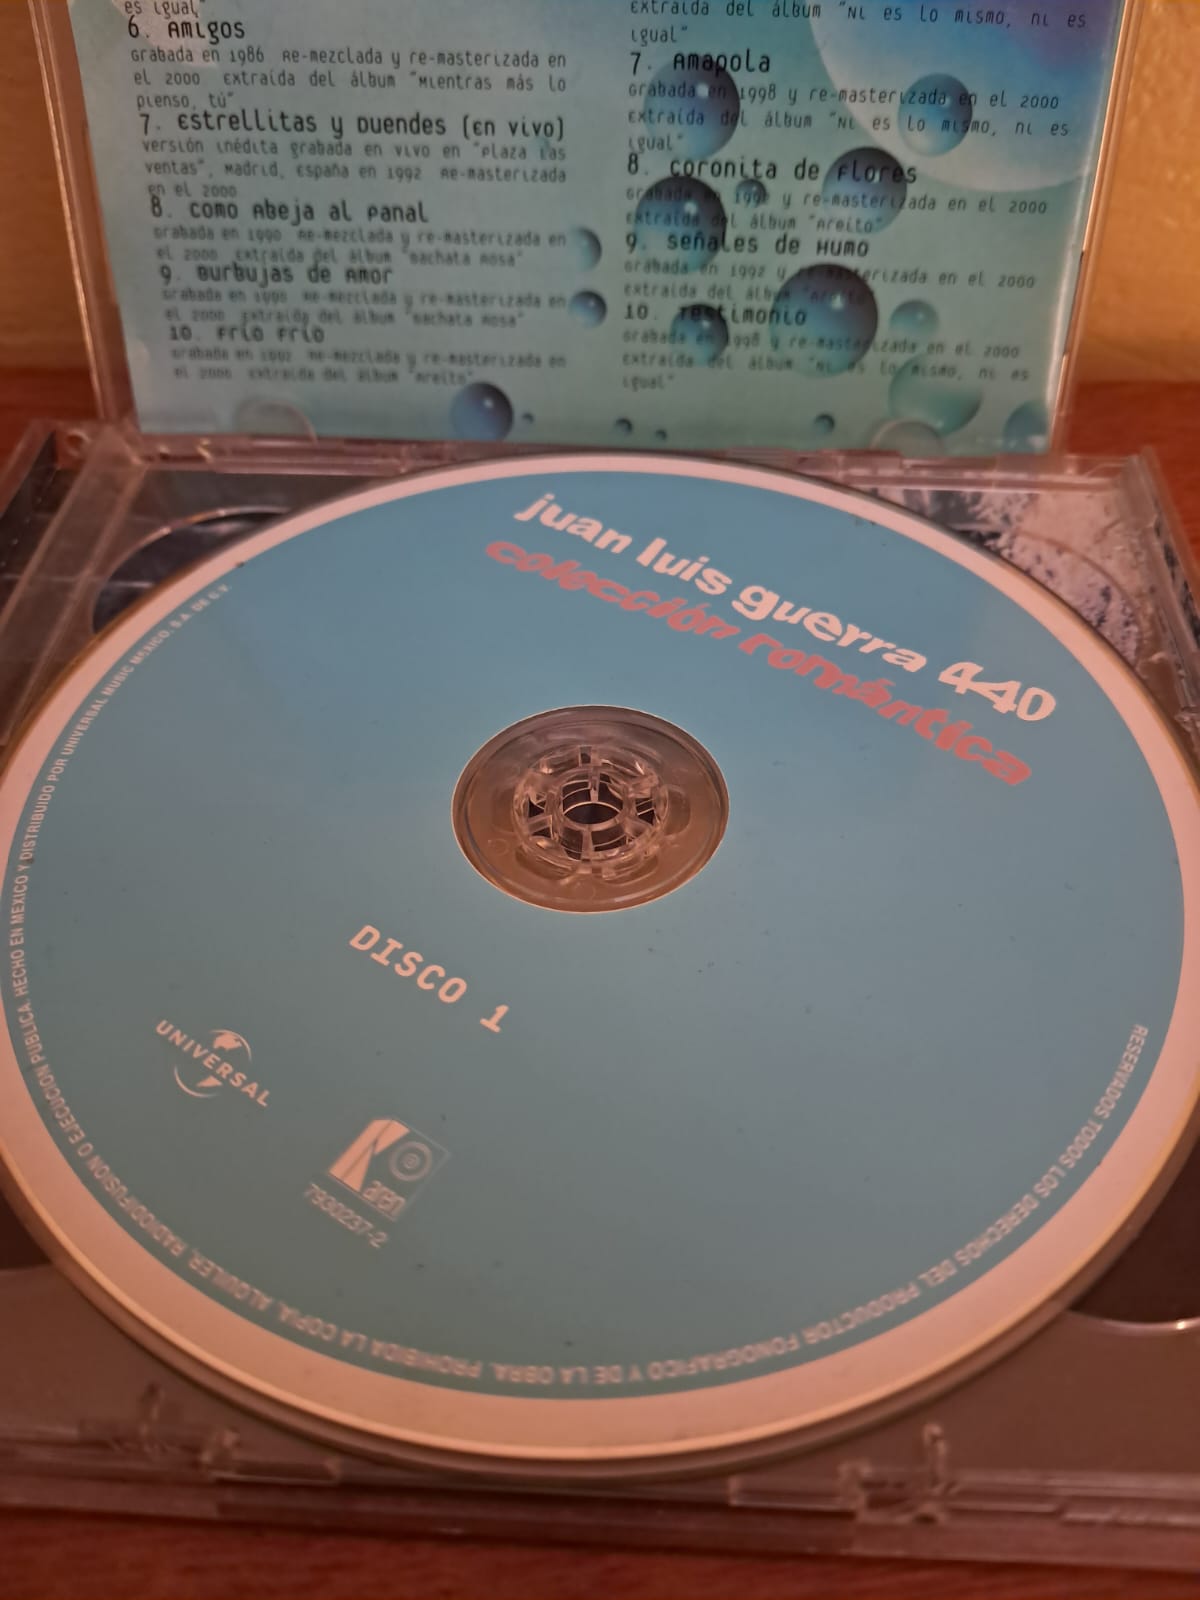 es igual"
6. Amigos
Grabada en 1986 Re-mezclada y re-masterizada en
el 2000 Extraída del álbum "Mientras más lo
pienso, tú"
7. Estrellitas y Duendes (En vivo)
versión inédita grabada en vivo en "Plaza Las
Ventas", Madrid, España en 1992 Re-masterizada
en el 2000
8. Como Abeja al Panal
Grabada en 1990 Re-mezclada y re-masterizada en
el 2000 Extraída del álbum "Bachata Rosa"
9. Burbujas de Amor
Grabada en 1990 Re-mezclada y re-masterizada en
el 2000 Extraída del álbum "Bachata Rosa"
10. Frío Frío
Grabada en 1992 Re-mezclada y re-masterizada en
el 2000 Extraída del álbum "Areito"
Extraída del álbum "Ni es lo mismo, ni es
igual"
7. Amapola
Grabada en 1998 y re-masterizada en el 2000
Extraída del álbum "Ni es lo mismo, ni es
igual"
8. Coronita de Flores
Grabada en y re-masterizada en el 2000
Extraída del álbum "Areito"
9. Señales de Humo
Grabada en 1992 y re-masterizada en el 2000
Extraída del álbum "Areito"
10. Testimonio
Grabada en 1998 y re-masterizada en el 2000
Extraída del álbum "Ni es lo mismo, ni es
igual"
juan luis guerra 440
colección romántica
DISCO 1
UNIVERSAL
Karen
7930237-2
RESERVADOS TODOS LOS DERECHOS DEL PRODUCTOR FONOGRAFICO Y DE LA OBRA. PROHIBIDA LA COPIA, ALQUILER, RADIODIFUSION O EJECUCION PUBLICA. HECHO EN MEXICO Y DISTRIBUIDO POR UNIVERSAL MUSIC MEXICO, S.A. DE C.V.